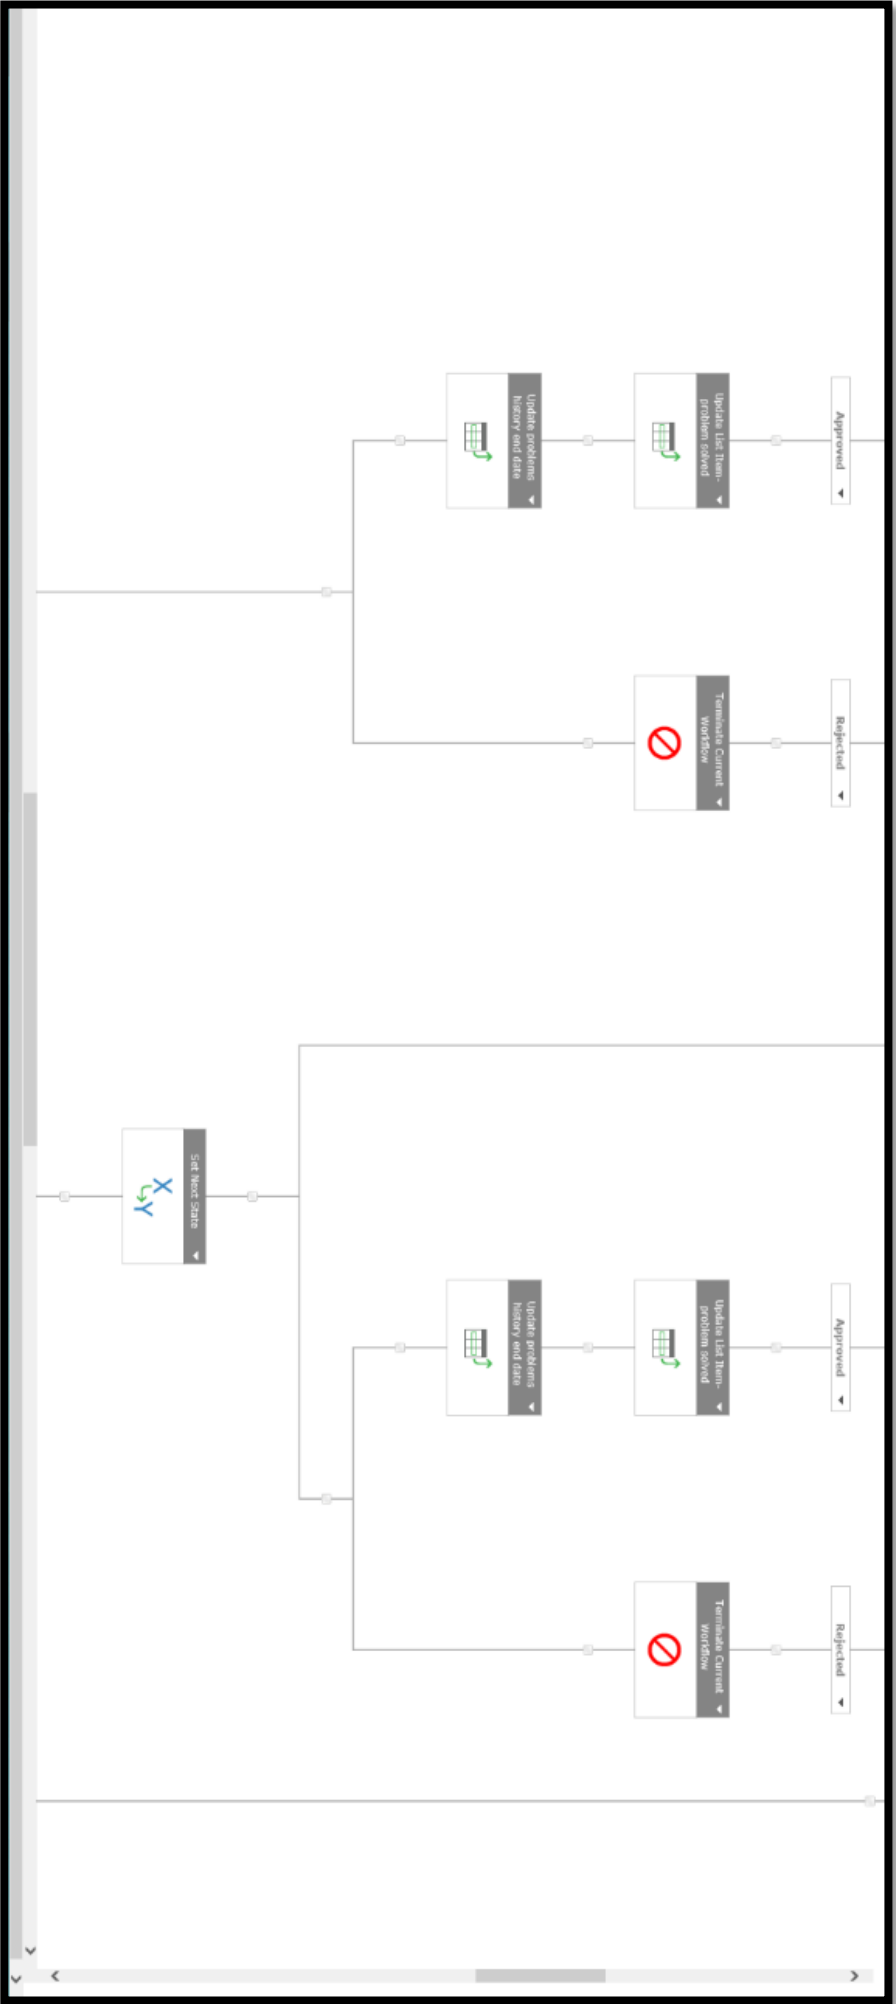 Approved
Rejected
Approved
Rejected
Update List Item-
problem solved
Terminate Current
Workflow
Update List Item-
problem solved
Terminate Current
Workflow
Update problems
history end date
Update problems
history end date
Set Next State
X
Y